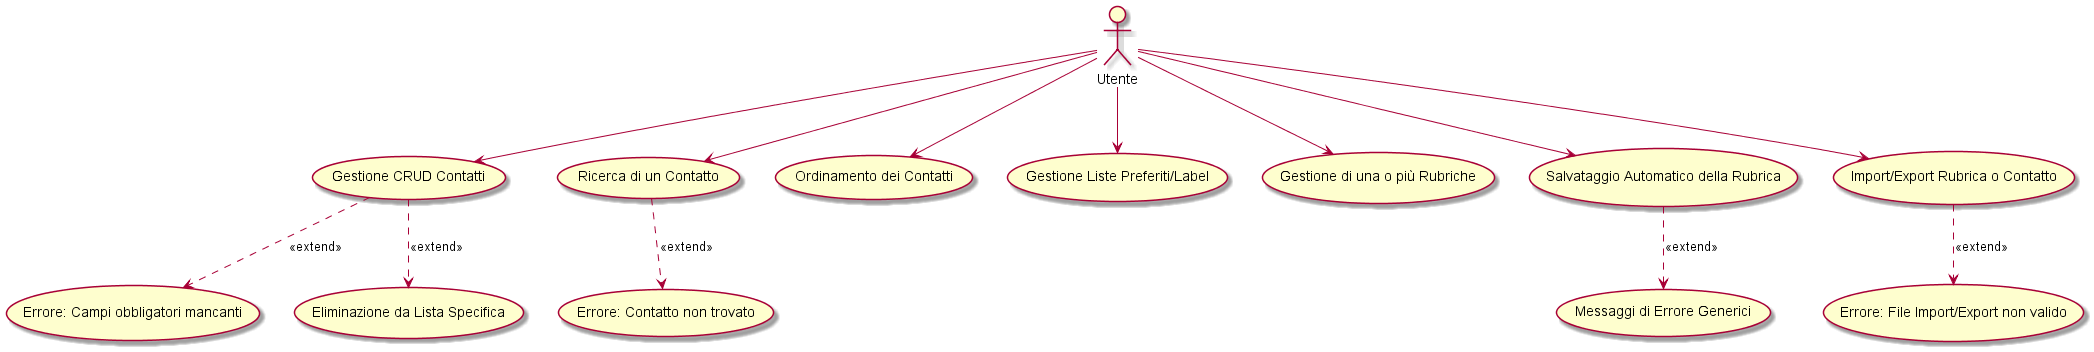 Utente
Gestione CRUD Contatti
Ricerca di un Contatto
Ordinamento dei Contatti
Gestione Liste Preferiti/Label
Gestione di una o più Rubriche
Salvataggio Automatico della Rubrica
Import/Export Rubrica o Contatto
«extend»
«extend»
«extend»
«extend»
«extend»
Errore: Campi obbligatori mancanti
Eliminazione da Lista Specifica
Errore: Contatto non trovato
Messaggi di Errore Generici
Errore: File Import/Export non valido